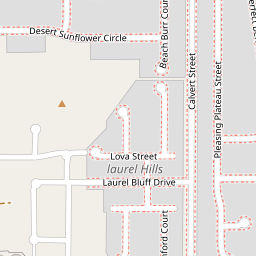 Desert Sunflower Circle
Beach Burr Court
Calvert Street
Pleasing Plateau Street
Lova Street
laurel Hills
Laurel Bluff Drive